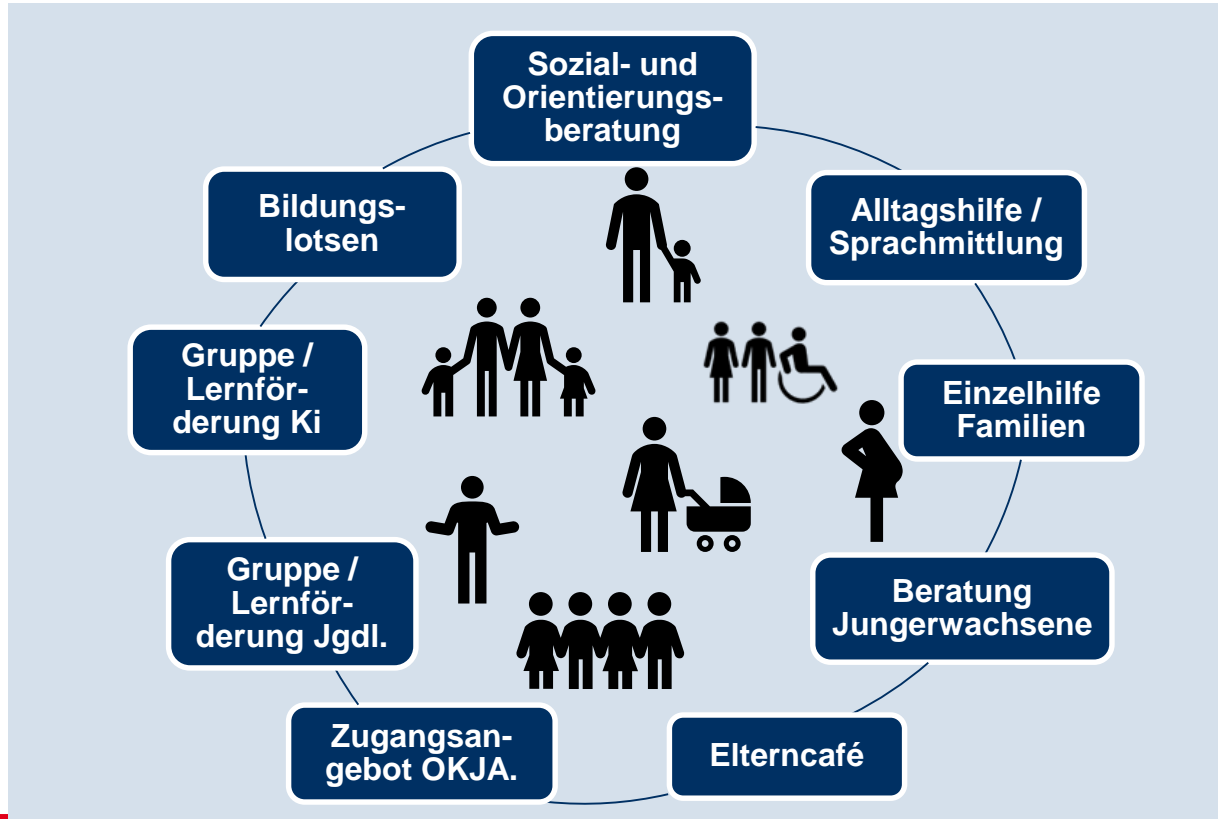 Sozial- und
Orientierungs-
beratung
Alltagshilfe /
Sprachmittlung
Einzelhilfe
Familien
Beratung
Jungerwachsene
Elterncafé
Zugangsan-
gebot OKJA.
Gruppe /
Lernför-
derung Jgdl.
Gruppe /
Lernför-
derung Ki
Bildungs-
lotsen